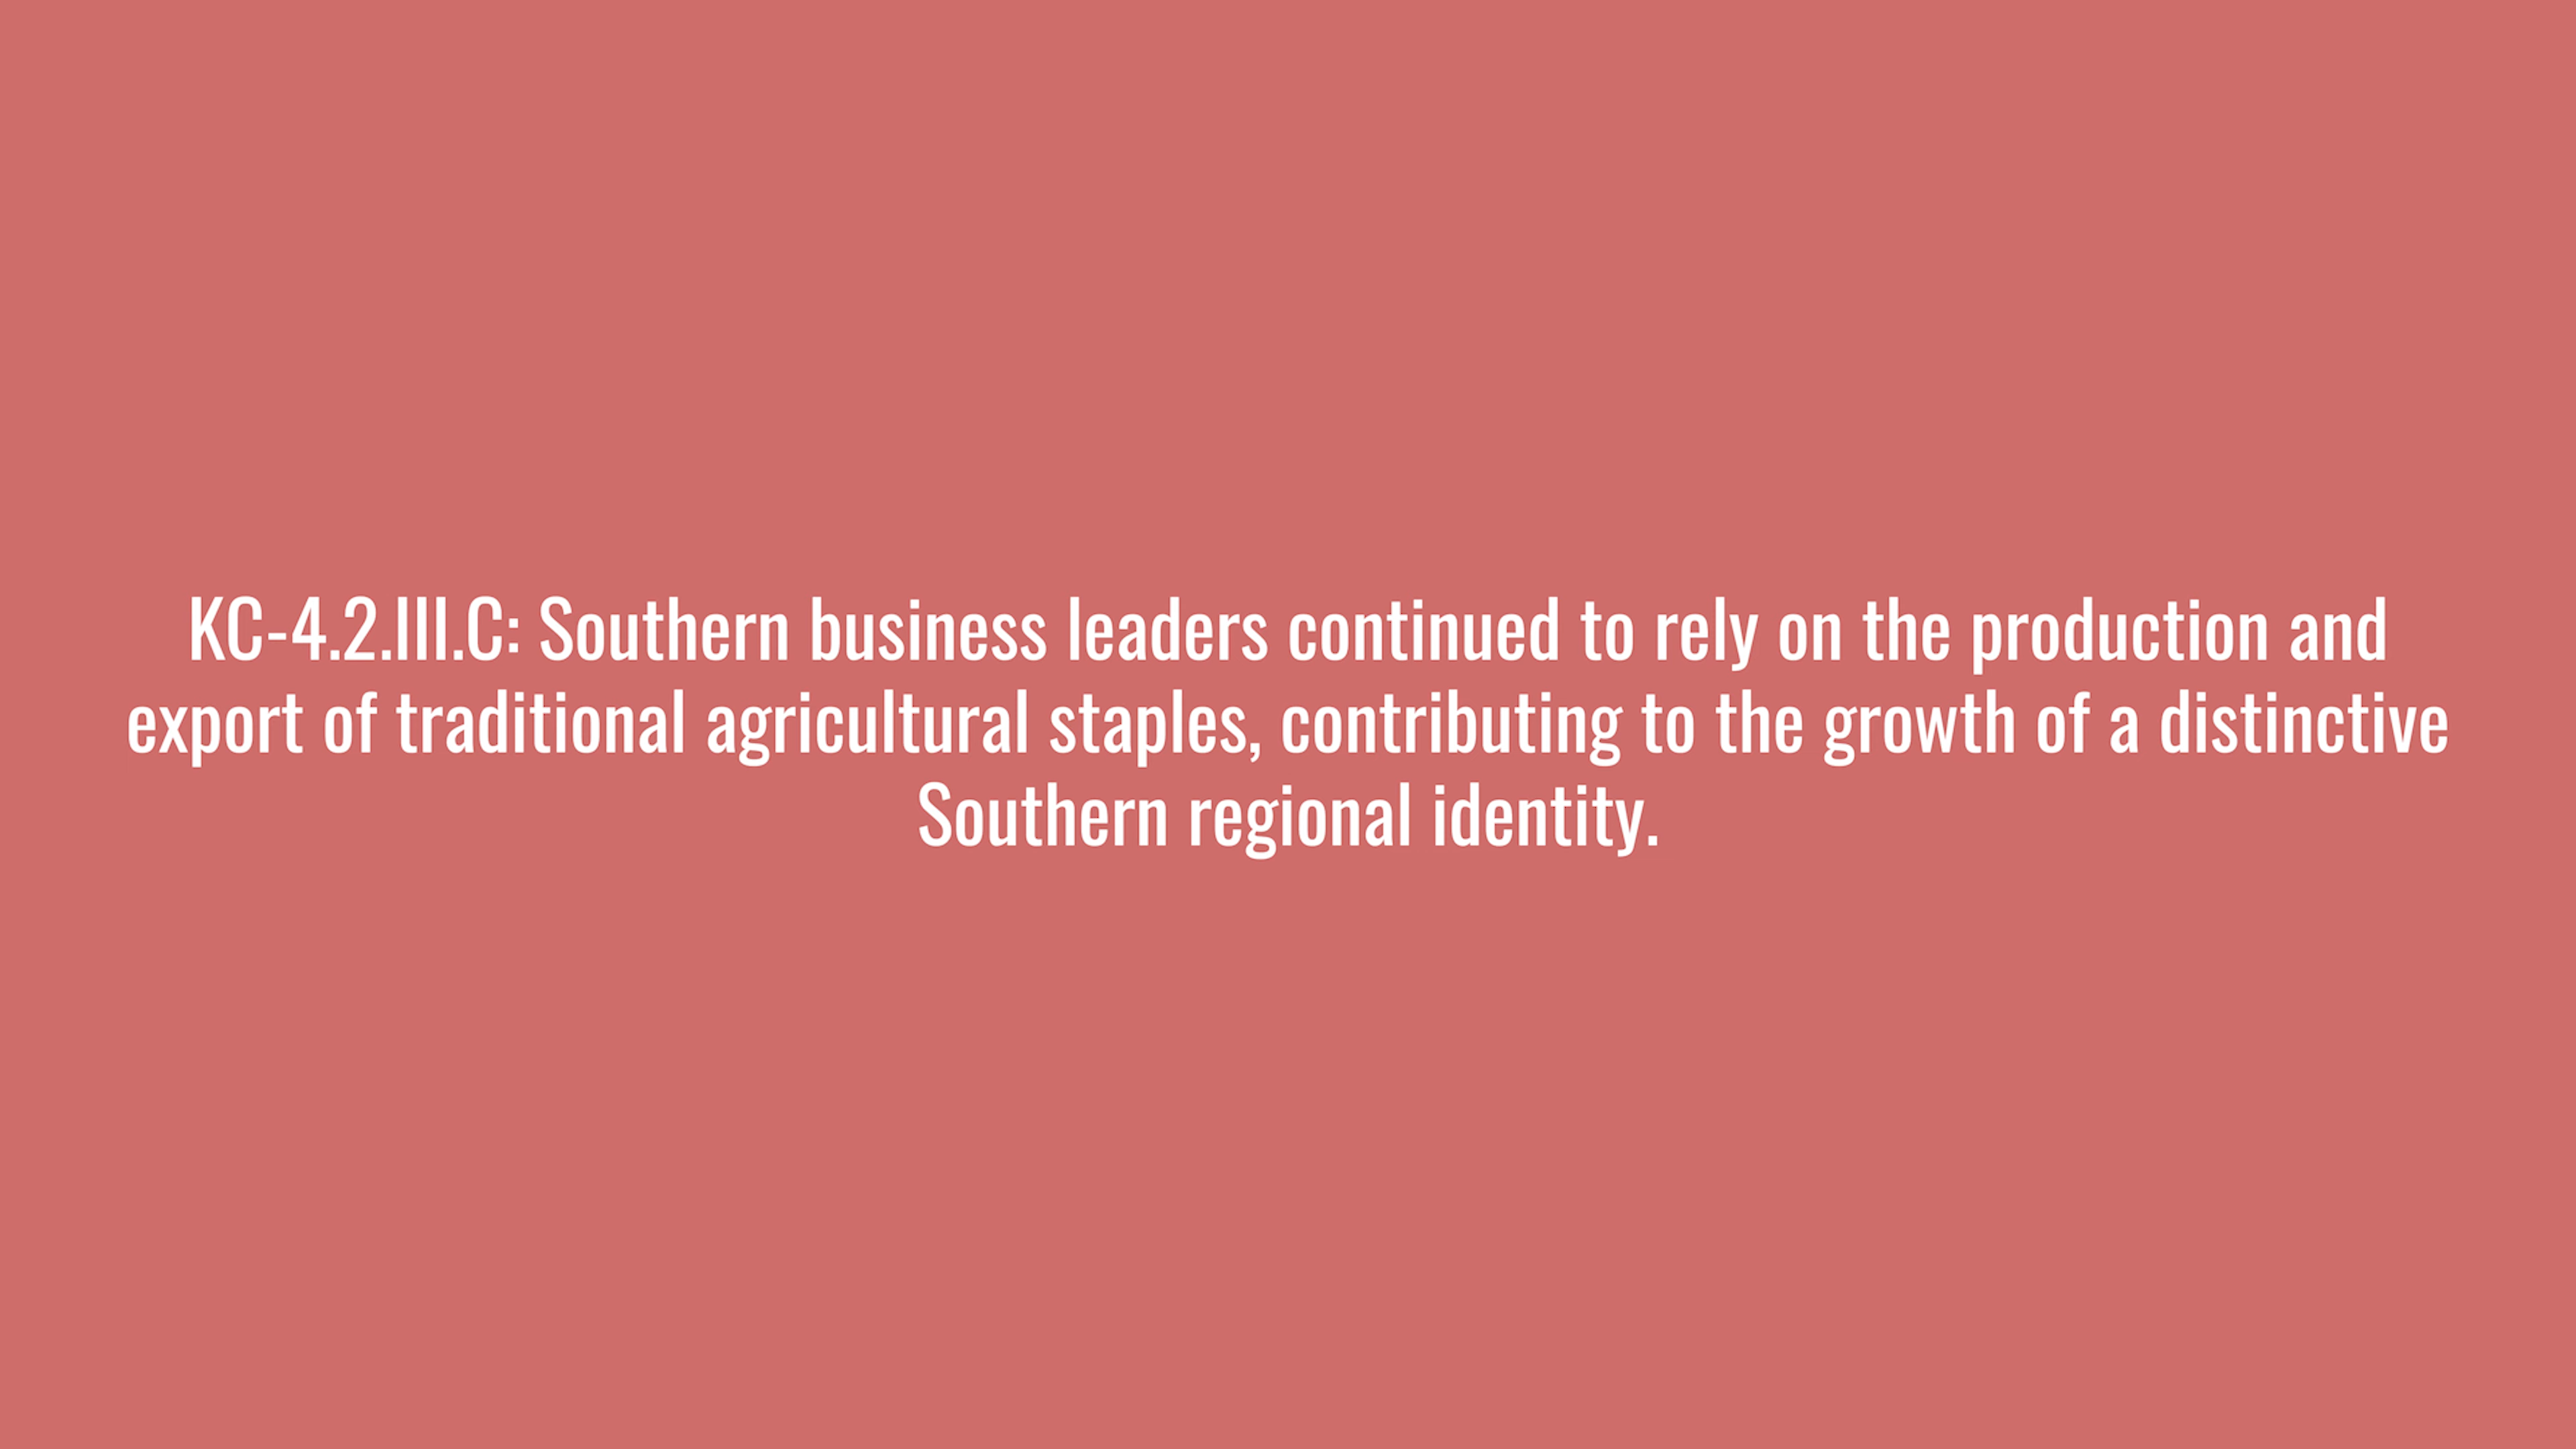 KC-4.2.III.C: Southern business leaders continued to rely on the production and
export of traditional agricultural staples, contributing to the growth of a distinctive
Southern regional identity.